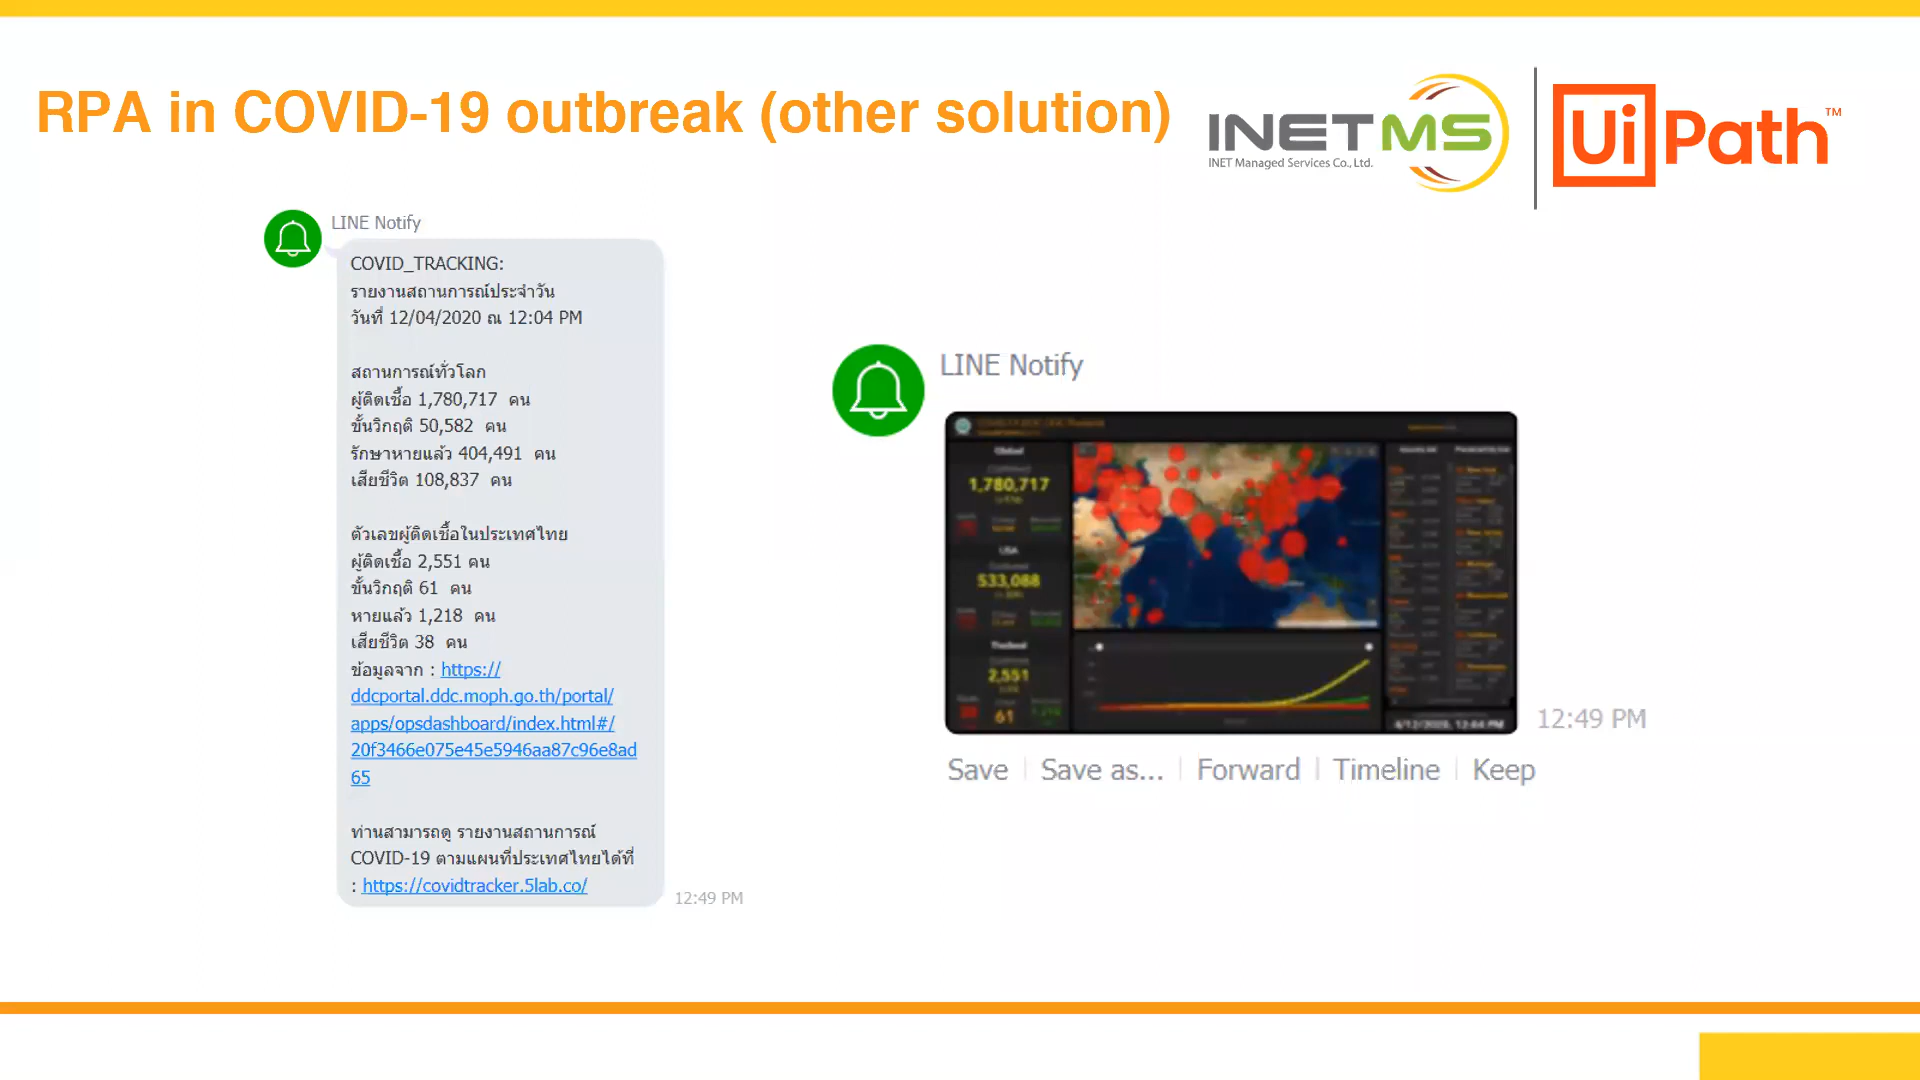 RPA in COVID-19 outbreak (other solution)
INETMS
INET Managed Services Co., Ltd.
UiPath™
LINE Notify
COVID_TRACKING:
รายงานสถานการณ์ประจำวัน
วันที่ 12/04/2020 ณ 12:04 PM
สถานการณ์ทั่วโลก
ผู้ติดเชื้อ 1,780,717 คน
ขั้นวิกฤติ 50,582 คน
รักษาหายแล้ว 404,491 คน
เสียชีวิต 108,837 คน
ตัวเลขผู้ติดเชื้อในประเทศไทย
ผู้ติดเชื้อ 2,551 คน
ขั้นวิกฤติ 61 คน
หายแล้ว 1,218 คน
เสียชีวิต 38 คน
ข้อมูลจาก : https://
ddcportal.ddc.moph.go.th/portal/
apps/opsdashboard/index.html#/
20f3466e075e45e5946aa87c96e8ad
65
ท่านสามารถดู รายงานสถานการณ์
COVID-19 ตามแผนที่ประเทศไทยได้ที่
: https://covidtracker.5lab.co/
12:49 PM
LINE Notify
Global
1,780,717
USA
533,088
Thailand
2,551
61
4/12/2020, 12:04 PM
12:49 PM
Save
Save as...
Forward
Timeline
Keep